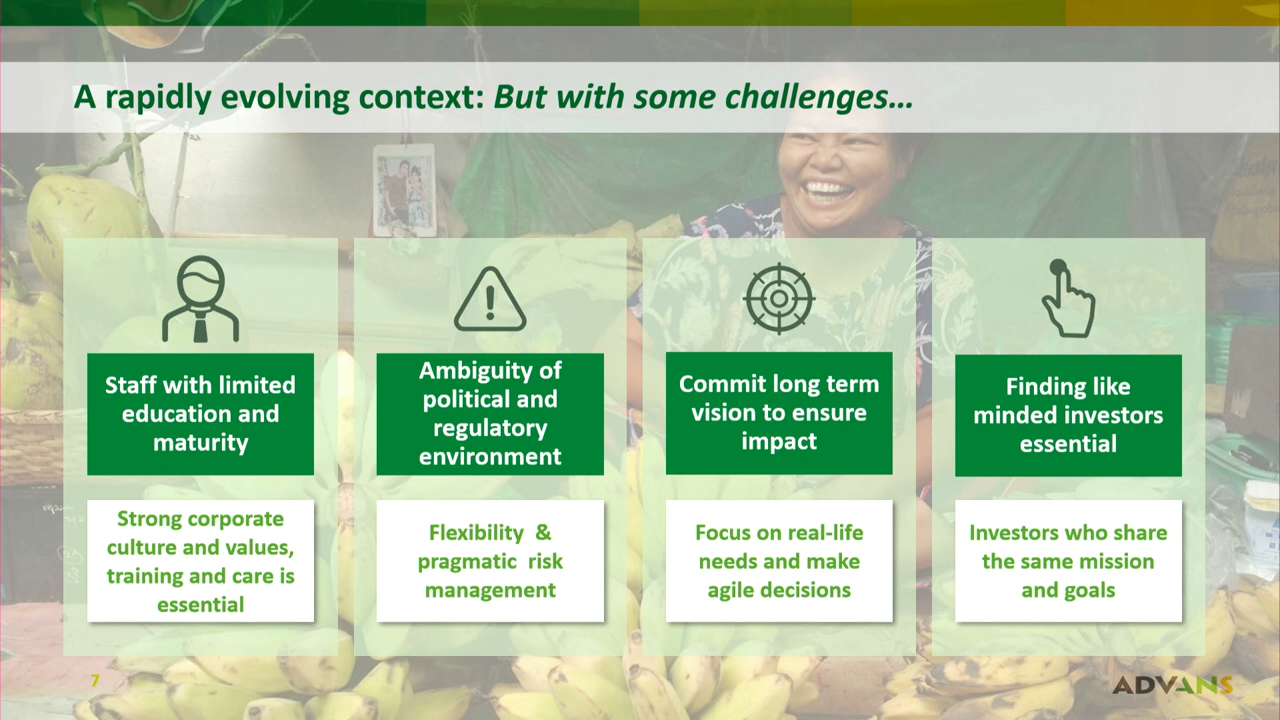 A rapidly evolving context: But with some challenges...
Staff with limited
education and
maturity
Strong corporate
culture and values,
training and care is
essential
Ambiguity of
political and
regulatory
environment
Flexibility &
pragmatic risk
management
Commit long term
vision to ensure
impact
Focus on real-life
needs and make
agile decisions
Finding like
minded investors
essential
Investors who share
the same mission
and goals
7
ADVANS